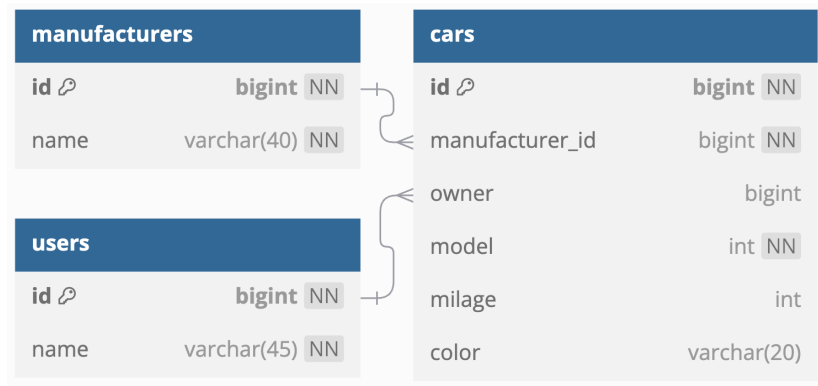 manufacturers
id bigint NN
name varchar(40) NN
users
id bigint NN
name varchar(45) NN
cars
id bigint NN
manufacturer_id bigint NN
owner bigint
model int NN
milage int
color varchar(20)